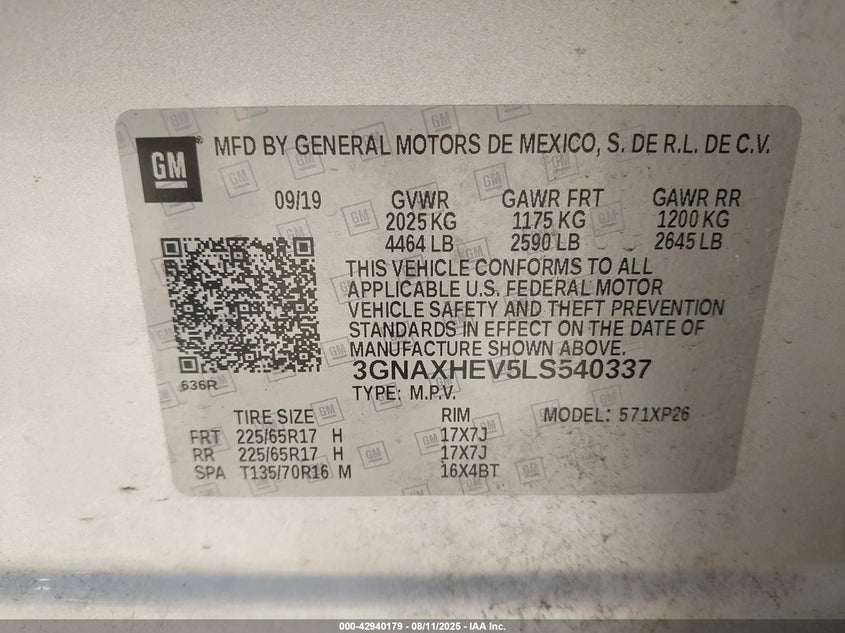 GM ® MFD BY GENERAL MOTORS DE MEXICO, S. DE R.L. DE C.V.
09/19 GVWR GAWR FRT GAWR RR
2025 KG 1175 KG 1200 KG
4464 LB 2590 LB 2645 LB
THIS VEHICLE CONFORMS TO ALL
APPLICABLE U.S. FEDERAL MOTOR
VEHICLE SAFETY AND THEFT PREVENTION
STANDARDS IN EFFECT ON THE DATE OF
MANUFACTURE SHOWN ABOVE.
3GNAXHEV5LS540337
636R
TYPE: M.P.V.
TIRE SIZE RIM MODEL: 571XP26
FRT 225/65R17 H 17X7J
RR 225/65R17 H 17X7J
SPA T135/70R16 M 16X4BT
000-42940179 - 08/11/2025 - IAA Inc.